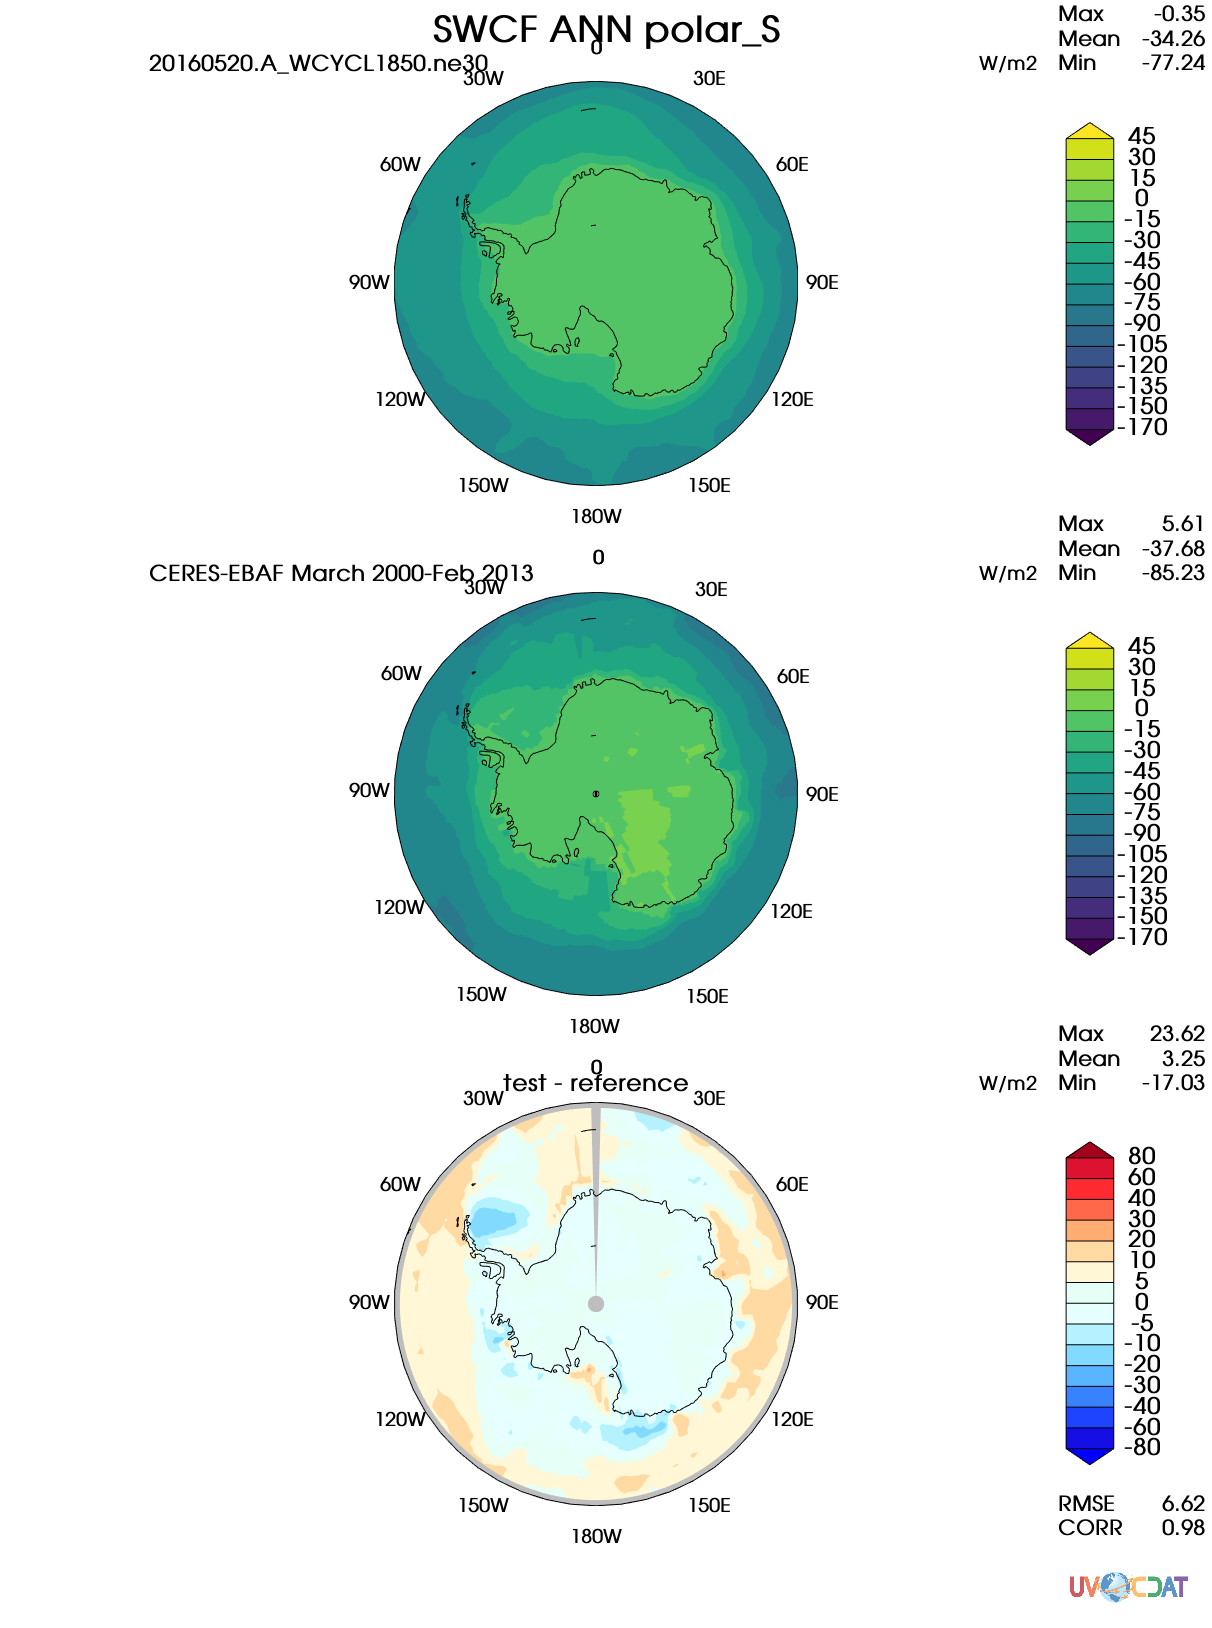 SWCF ANN polar_S
20160520.A_WCYCL1850.ne30
W/m2
Max -0.35
Mean -34.26
Min -77.24
0
30W 30E
60W 60E
90W 90E
120W 120E
150W 150E
180W
45
30
15
0
-15
-30
-45
-60
-75
-90
-105
-120
-135
-150
-170
CERES-EBAF March 2000-Feb 2013
W/m2
Max 5.61
Mean -37.68
Min -85.23
0
30W 30E
60W 60E
90W 90E
120W 120E
150W 150E
180W
45
30
15
0
-15
-30
-45
-60
-75
-90
-105
-120
-135
-150
-170
test - reference
W/m2
Max 23.62
Mean 3.25
Min -17.03
0
30W 30E
60W 60E
90W 90E
120W 120E
150W 150E
180W
80
60
40
30
20
10
5
0
-5
-10
-20
-30
-40
-60
-80
RMSE 6.62
CORR 0.98
UV CDAT